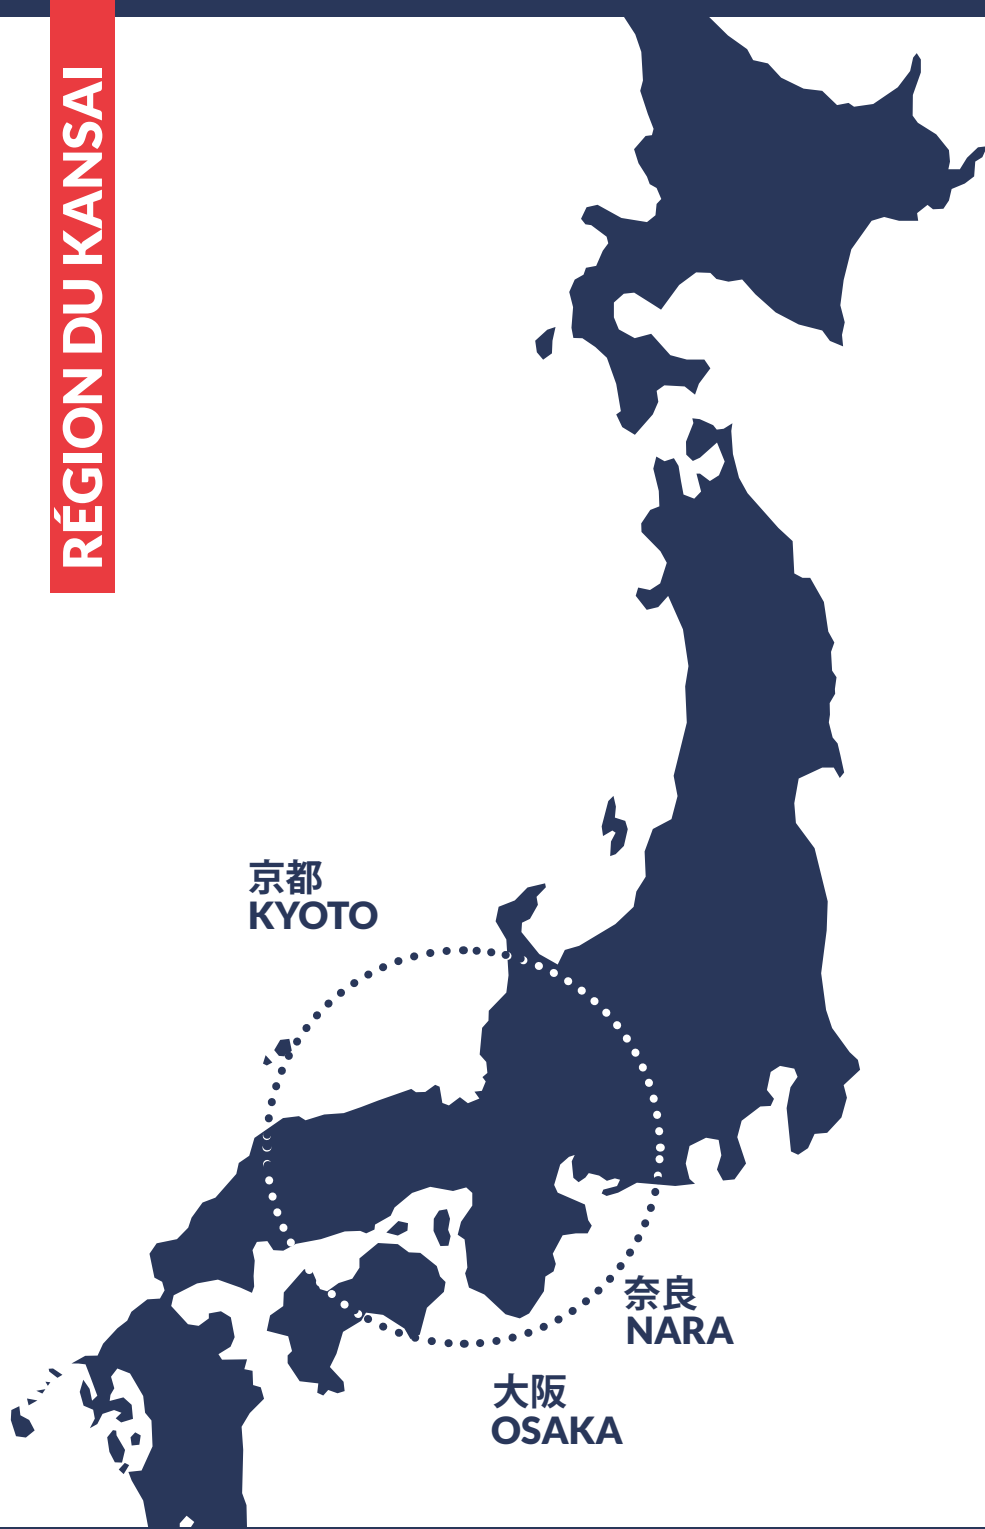 RÉGION DU KANSAI
京都
KYOTO
奈良
NARA
大阪
OSAKA